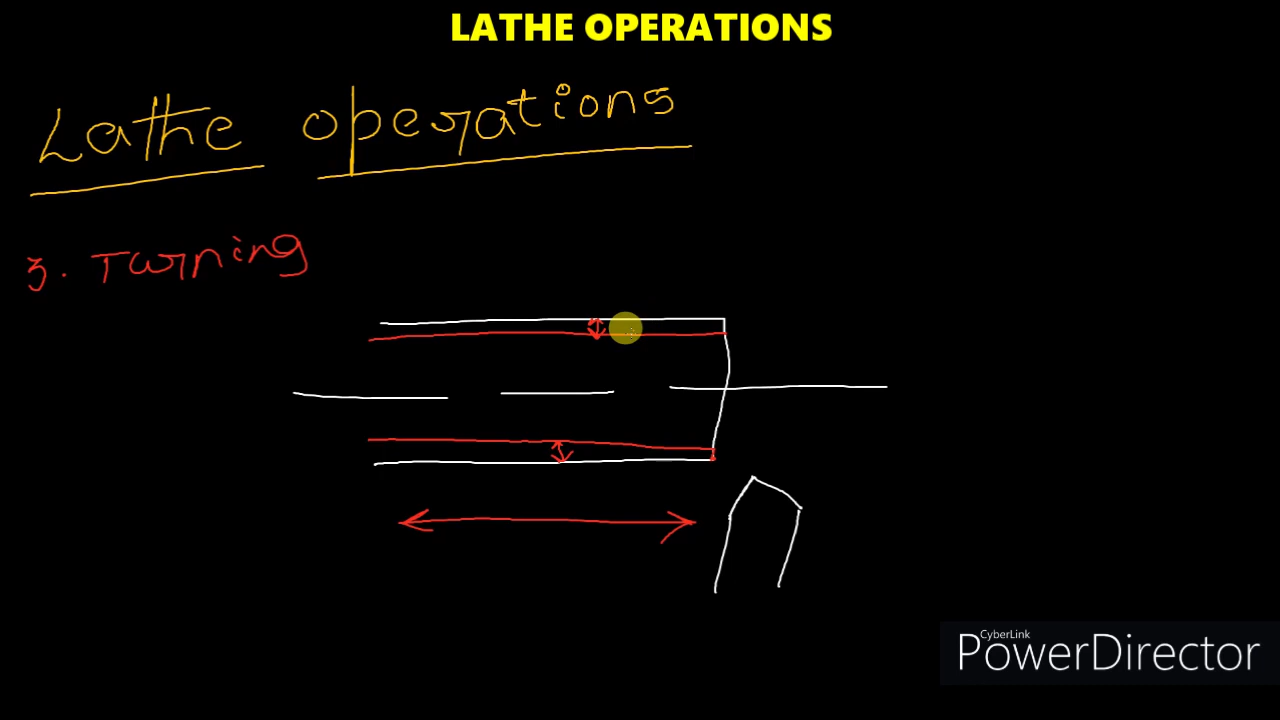 LATHE OPERATIONS
Lathe operations
3. Turning
CyberLink
PowerDirector